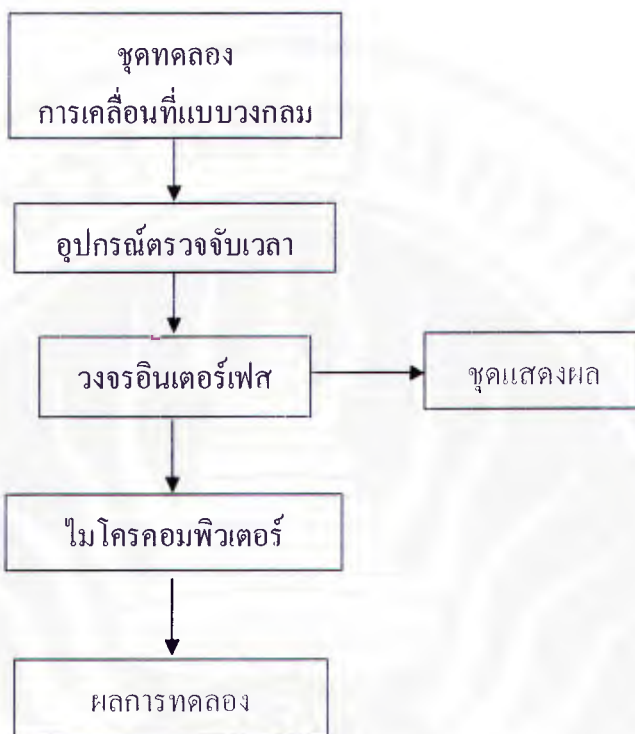 ชุดทดลอง
การเคลื่อนที่แบบวงกลม
อุปกรณ์ตรวจจับเวลา
วงจรอินเตอร์เฟส
ชุดแสดงผล
ไมโครคอมพิวเตอร์
ผลการทดลอง